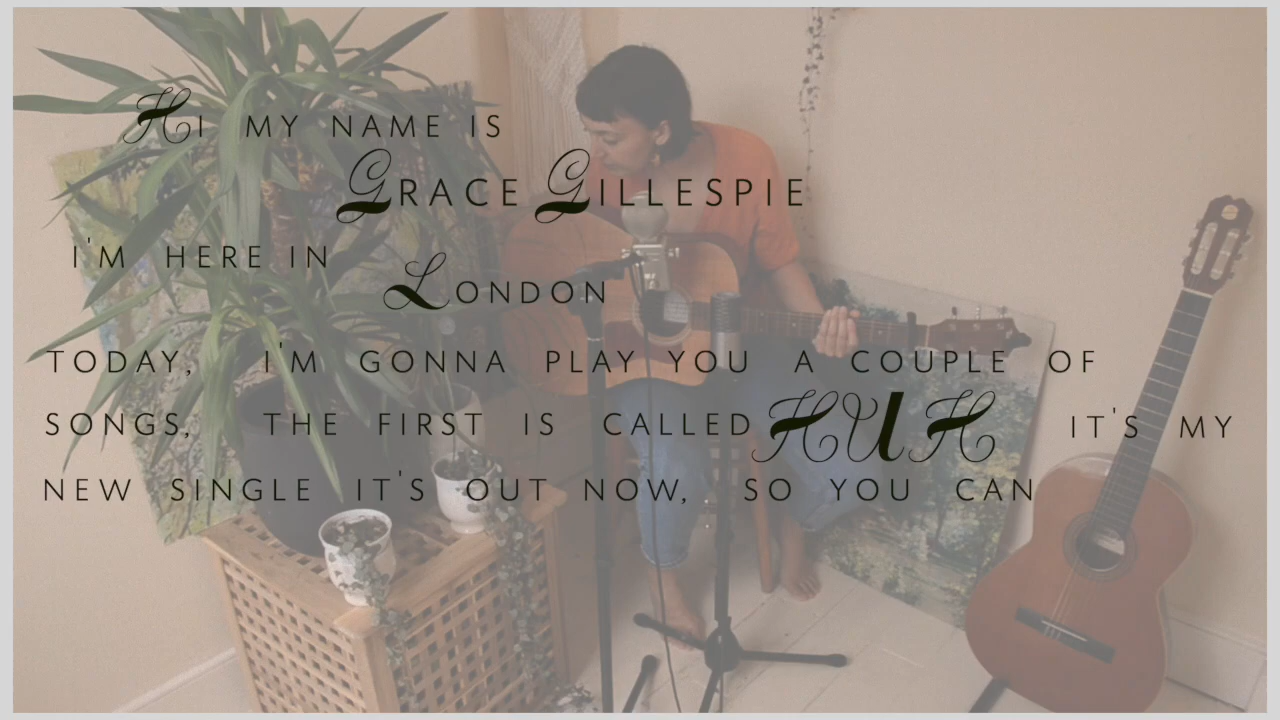 HI MY NAME IS
GRACE GILLESPIE
I'M HERE IN
LONDON
TODAY, I'M GONNA PLAY YOU A COUPLE OF
SONGS, THE FIRST IS CALLED HUH IT'S MY
NEW SINGLE IT'S OUT NOW, SO YOU CAN